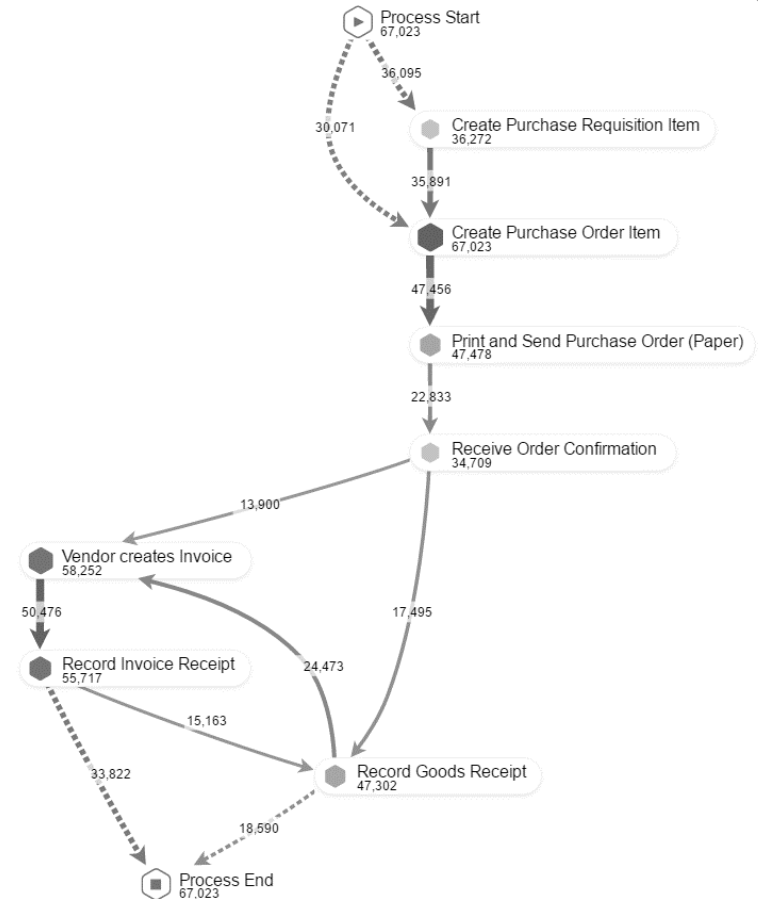 Process Start
67,023
36,095
30,071
Create Purchase Requisition Item
36,272
35,891
Create Purchase Order Item
67,023
47,456
Print and Send Purchase Order (Paper)
47,478
22,833
Receive Order Confirmation
34,709
13,900
Vendor creates Invoice
58,252
50,476
17,495
Record Invoice Receipt
55,717
24,473
15,163
33,822
Record Goods Receipt
47,302
18,590
Process End
67,023